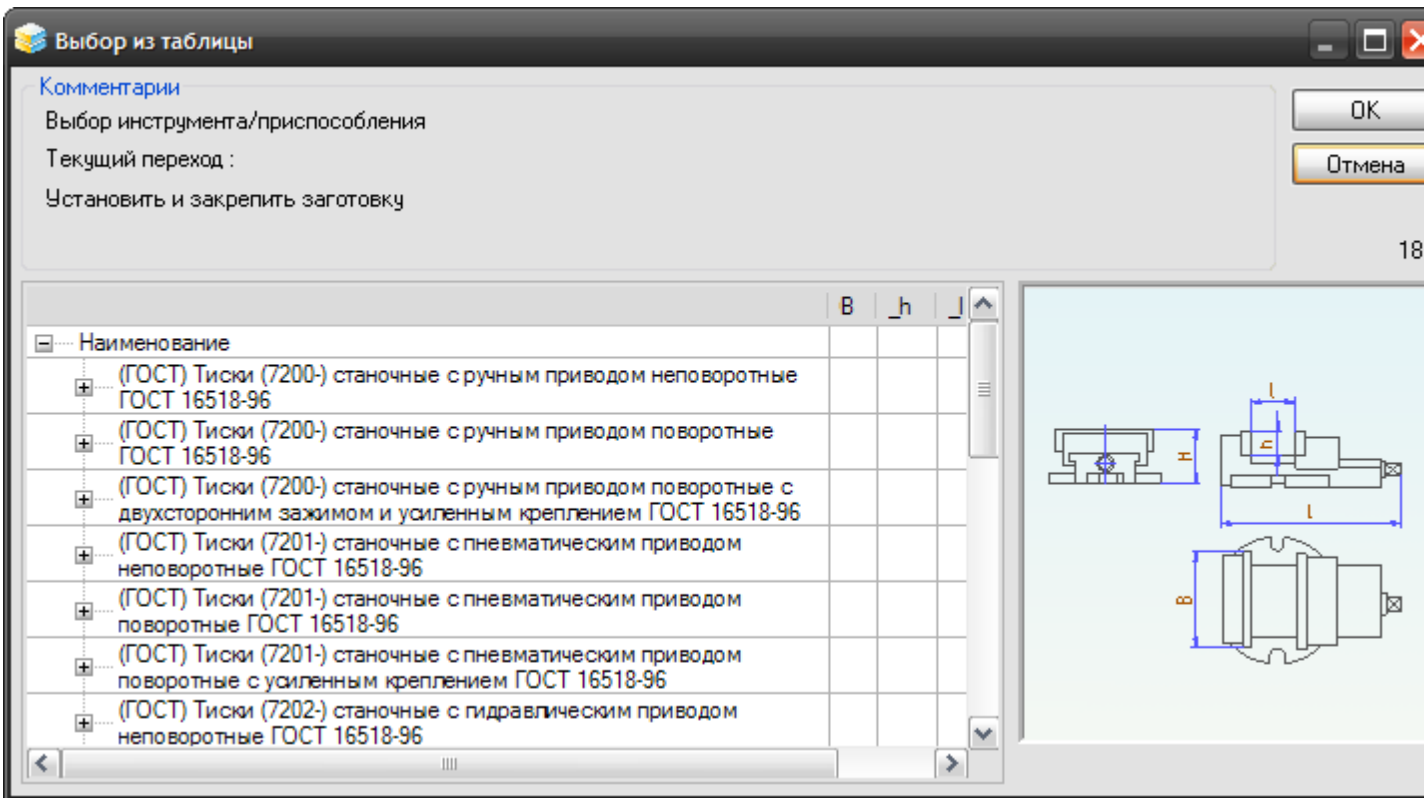 Выбор из таблицы
Комментарии
Выбор инструмента/приспособления
Текущий переход :
Установить и закрепить заготовку
OK
Отмена
18
B _h _l
Наименование
(ГОСТ) Тиски (7200-) станочные с ручным приводом неповоротные
ГОСТ 16518-96
(ГОСТ) Тиски (7200-) станочные с ручным приводом поворотные
ГОСТ 16518-96
(ГОСТ) Тиски (7200-) станочные с ручным приводом поворотные с
двухсторонним зажимом и усиленным креплением ГОСТ 16518-96
(ГОСТ) Тиски (7201-) станочные с пневматическим приводом
неповоротные ГОСТ 16518-96
(ГОСТ) Тиски (7201-) станочные с пневматическим приводом
поворотные ГОСТ 16518-96
(ГОСТ) Тиски (7201-) станочные с пневматическим приводом
поворотные с усиленным креплением ГОСТ 16518-96
(ГОСТ) Тиски (7202-) станочные с гидравлическим приводом
неповоротные ГОСТ 16518-96
l
h
H
l
B